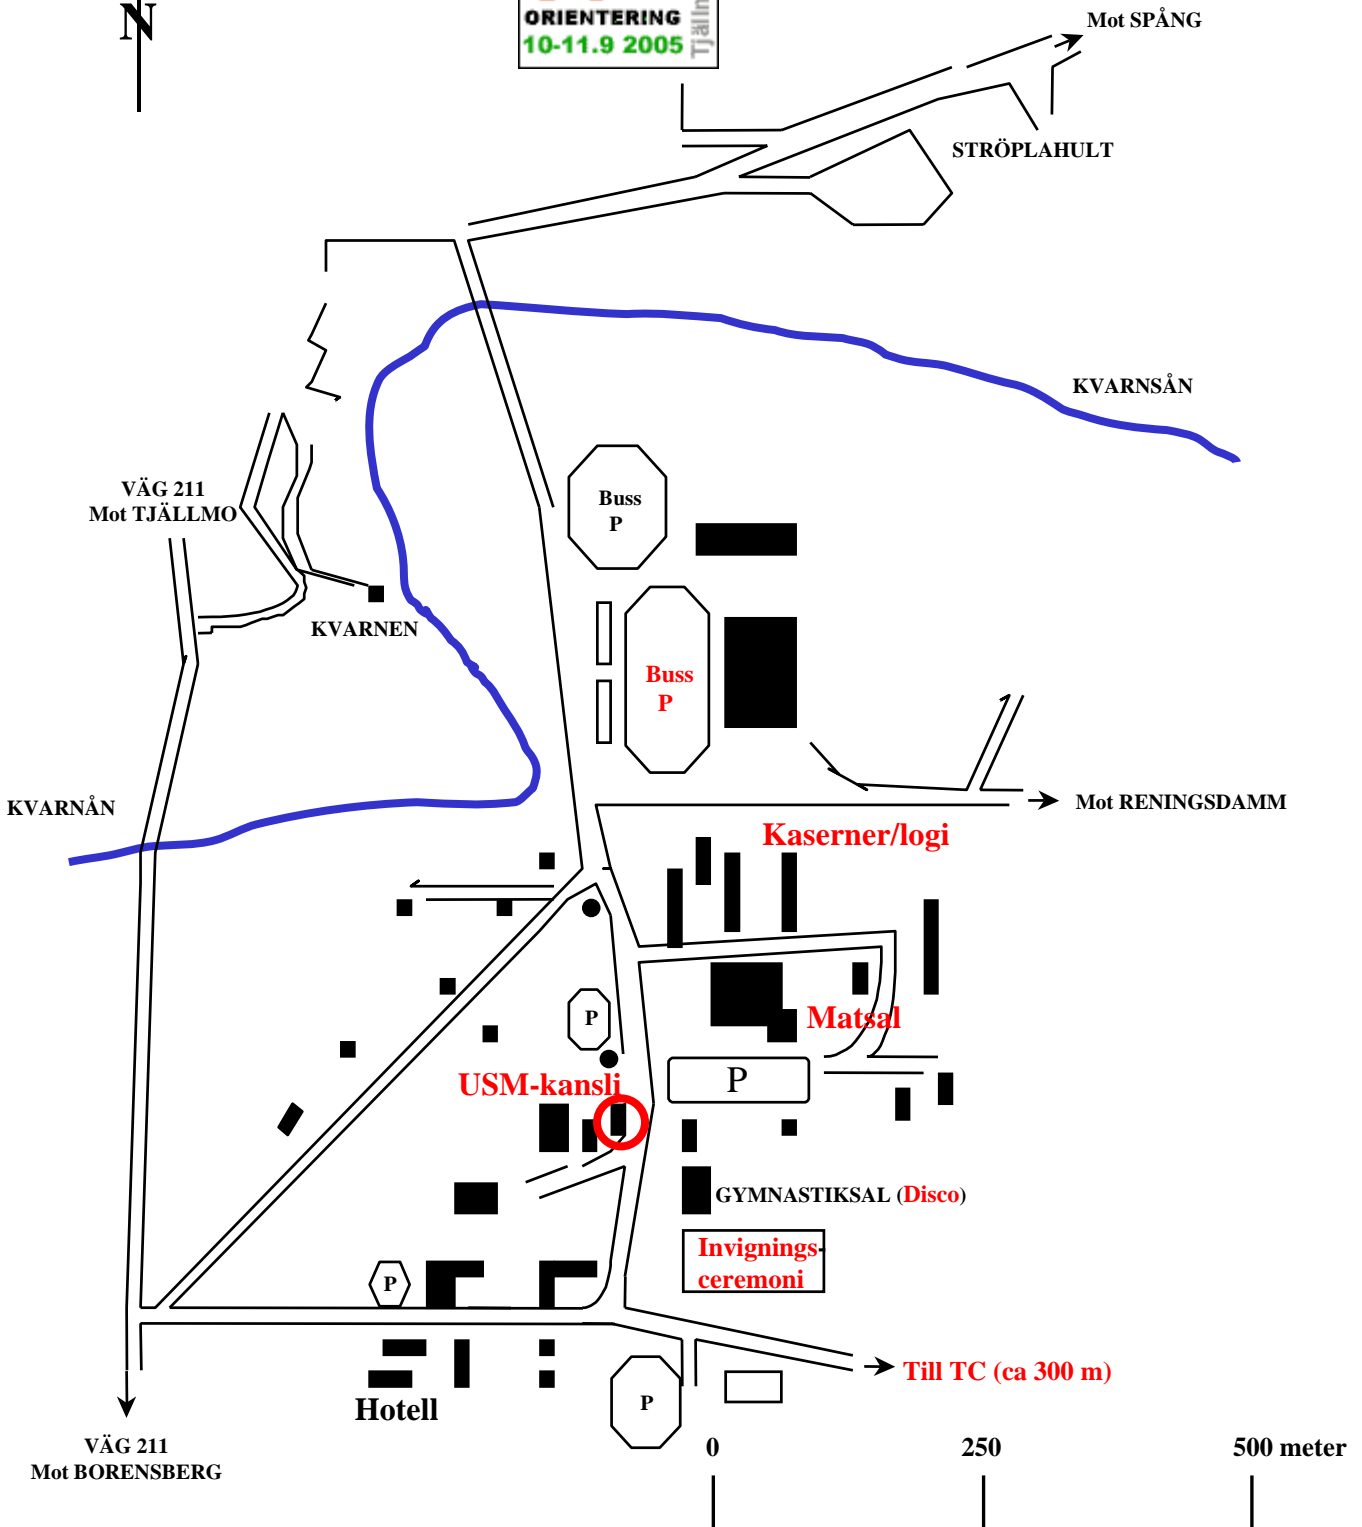 N
ORIENTERING
10-11.9 2005
Mot SPÅNG
STRÖPLAHULT
KVARNSÅN
VÄG 211
Mot TJÄLLMO
Buss
P
KVARNEN
Buss
P
KVARNÅN
Mot RENINGSDAMM
Kaserner/logi
Matsal
P
P
USM-kansli
GYMNASTIKSAL (Disco)
Invignings-
ceremoni
P
Till TC (ca 300 m)
P
Hotell
VÄG 211
Mot BORENSBERG
0 250 500 meter